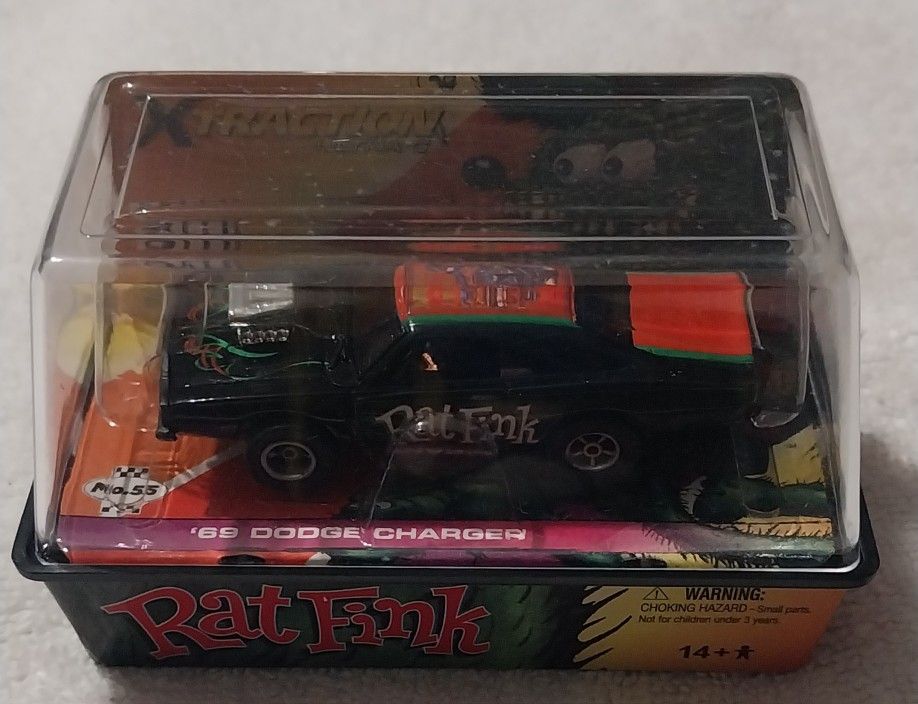 XTRACTION
Rat Fink
No.55
'69 DODGE CHARGER
Rat Fink
⚠ WARNING:
CHOKING HAZARD – Small parts.
Not for children under 3 years.
14+